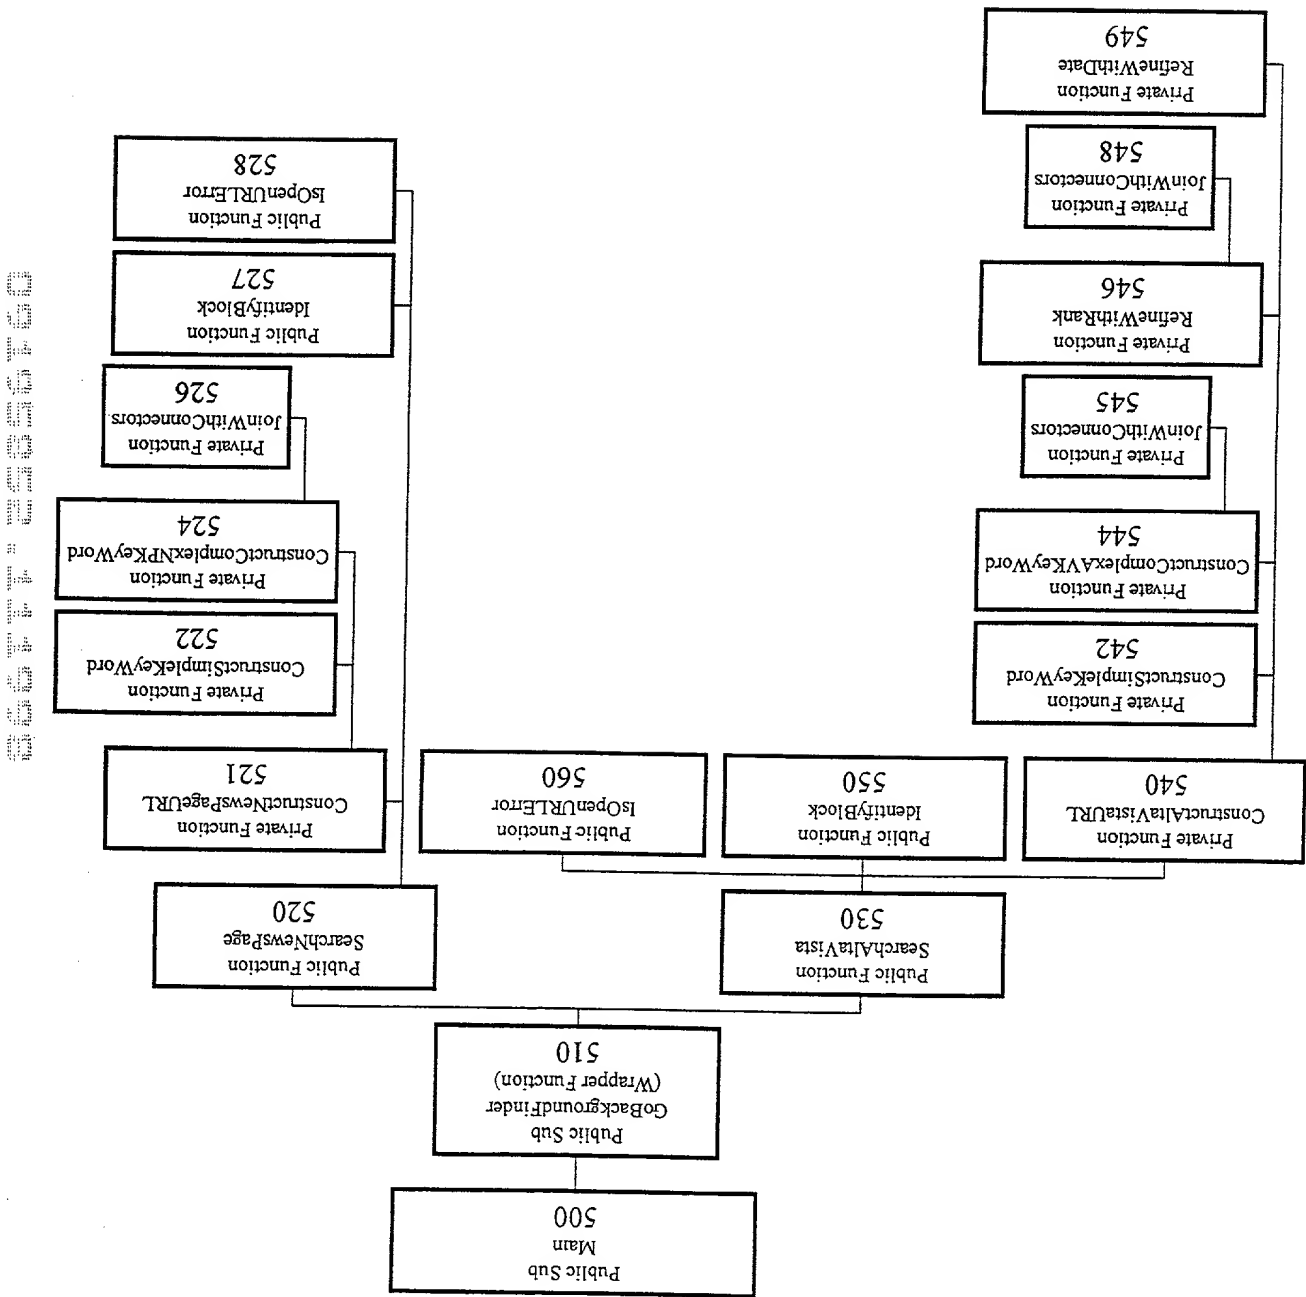 Public Sub
Main
500
Public Sub
GoBackgroundFinder
(Wrapper Function)
510
Public Function
SearchAltaVista
530
Public Function
SearchNewsPage
520
Private Function
ConstructAltaVistaURL
540
Public Function
IdentifyBlock
550
Public Function
IsOpenURLError
560
Private Function
ConstructNewsPageURL
521
Private Function
ConstructSimpleKeyWord
542
Private Function
ConstructComplexAVKeyWord
544
Private Function
JoinWithConnectors
545
Private Function
RefineWithRank
546
Private Function
JoinWithConnectors
548
Private Function
RefineWithDate
549
Private Function
ConstructSimpleKeyWord
522
Private Function
ConstructComplexNPKeyWord
524
Private Function
JoinWithConnectors
526
Public Function
IdentifyBlock
527
Public Function
IsOpenURLError
528